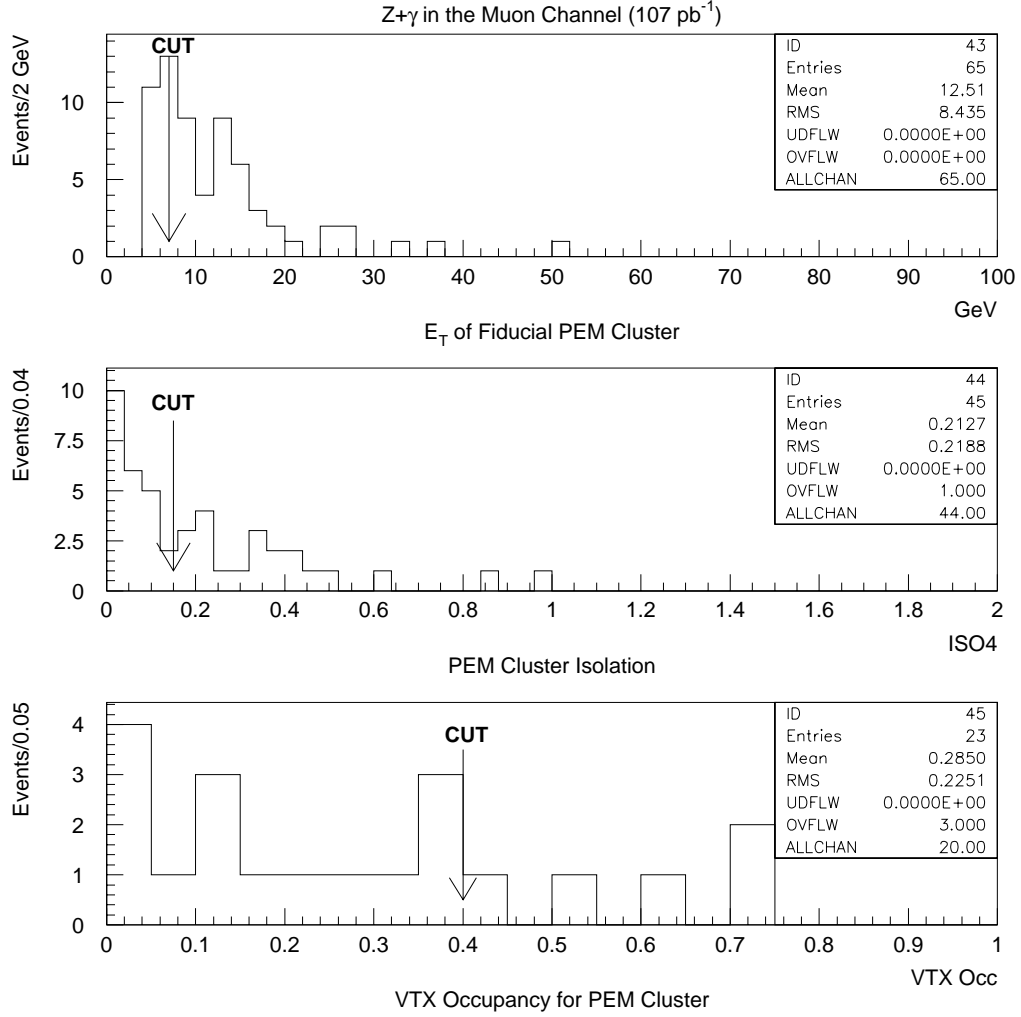 Z+γ in the Muon Channel (107 pb-1)
Events/2 GeV
CUT
10
5
0
ID 43
Entries 65
Mean 12.51
RMS 8.435
UDFLW 0.0000E+00
OVFLW 0.0000E+00
ALLCHAN 65.00
0 10 20 30 40 50 60 70 80 90 100
GeV
ET of Fiducial PEM Cluster
Events/0.04
CUT
10
7.5
5
2.5
0
ID 44
Entries 45
Mean 0.2127
RMS 0.2188
UDFLW 0.0000E+00
OVFLW 1.000
ALLCHAN 44.00
0 0.2 0.4 0.6 0.8 1 1.2 1.4 1.6 1.8 2
ISO4
PEM Cluster Isolation
Events/0.05
CUT
4
3
2
1
0
ID 45
Entries 23
Mean 0.2850
RMS 0.2251
UDFLW 0.0000E+00
OVFLW 3.000
ALLCHAN 20.00
0 0.1 0.2 0.3 0.4 0.5 0.6 0.7 0.8 0.9 1
VTX Occ
VTX Occupancy for PEM Cluster